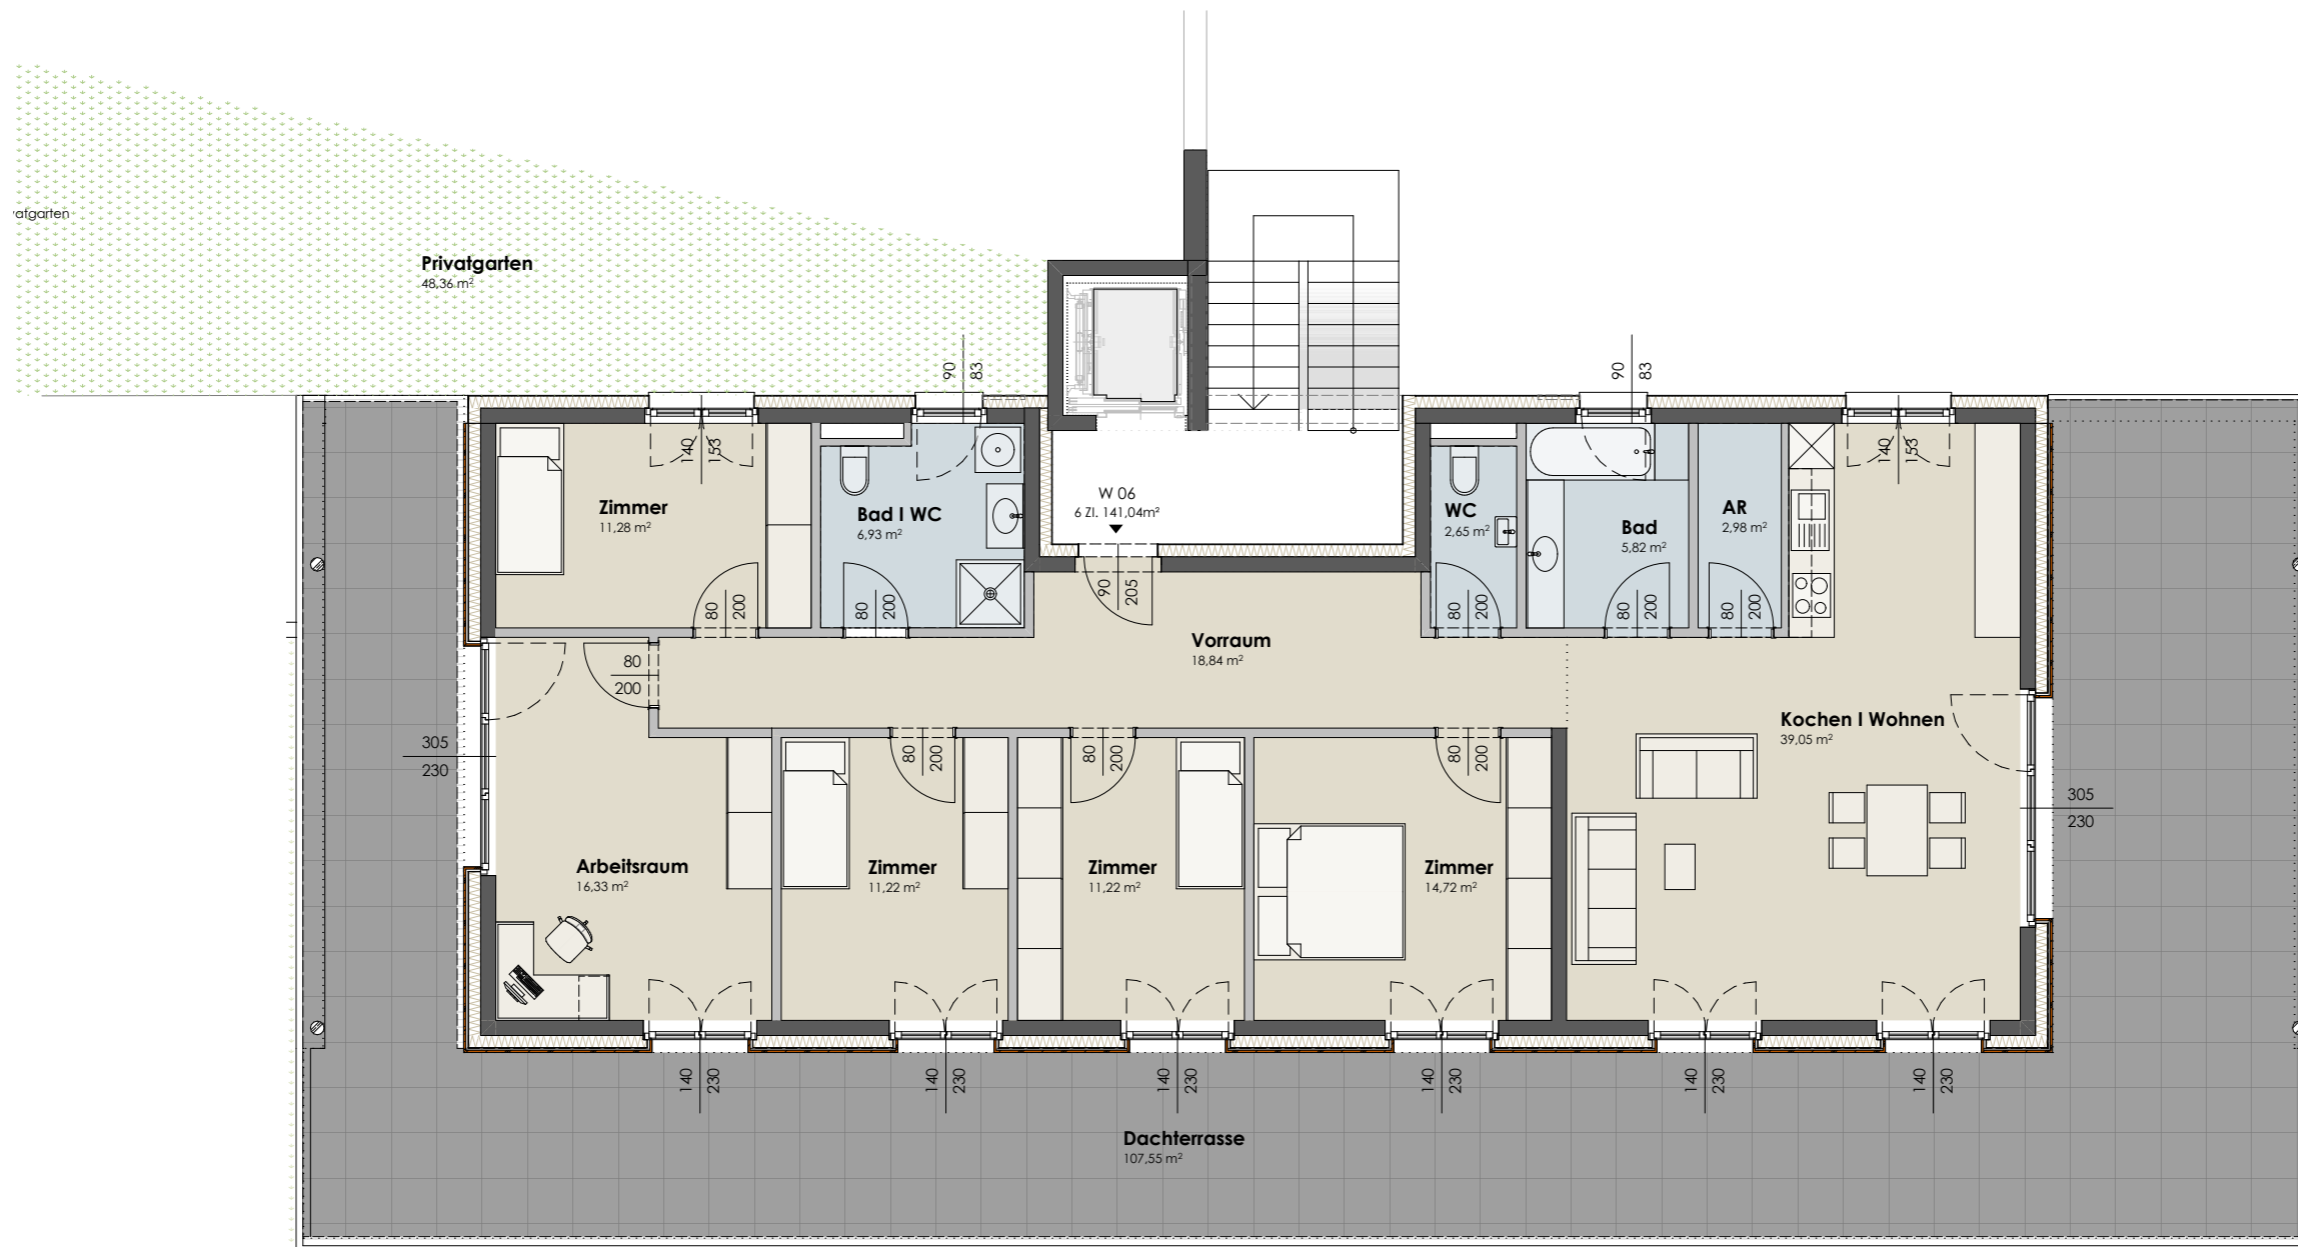 vatgarten
Privatgarten
48,36 m²
90
83
90
83
140
153
140
153
Zimmer
11,28 m²
Bad I WC
6,93 m²
W 06
6 ZI. 141,04m²
WC
2,65 m²
Bad
5,82 m²
AR
2,98 m²
80
200
80
200
90
205
80
200
80
200
80
200
Vorraum
18,84 m²
80
200
Kochen I Wohnen
39,05 m²
305
230
80
200
80
200
80
200
305
230
Arbeitsraum
16,33 m²
Zimmer
11,22 m²
Zimmer
11,22 m²
Zimmer
14,72 m²
140
230
140
230
140
230
140
230
140
230
140
230
Dachterrasse
107,55 m²